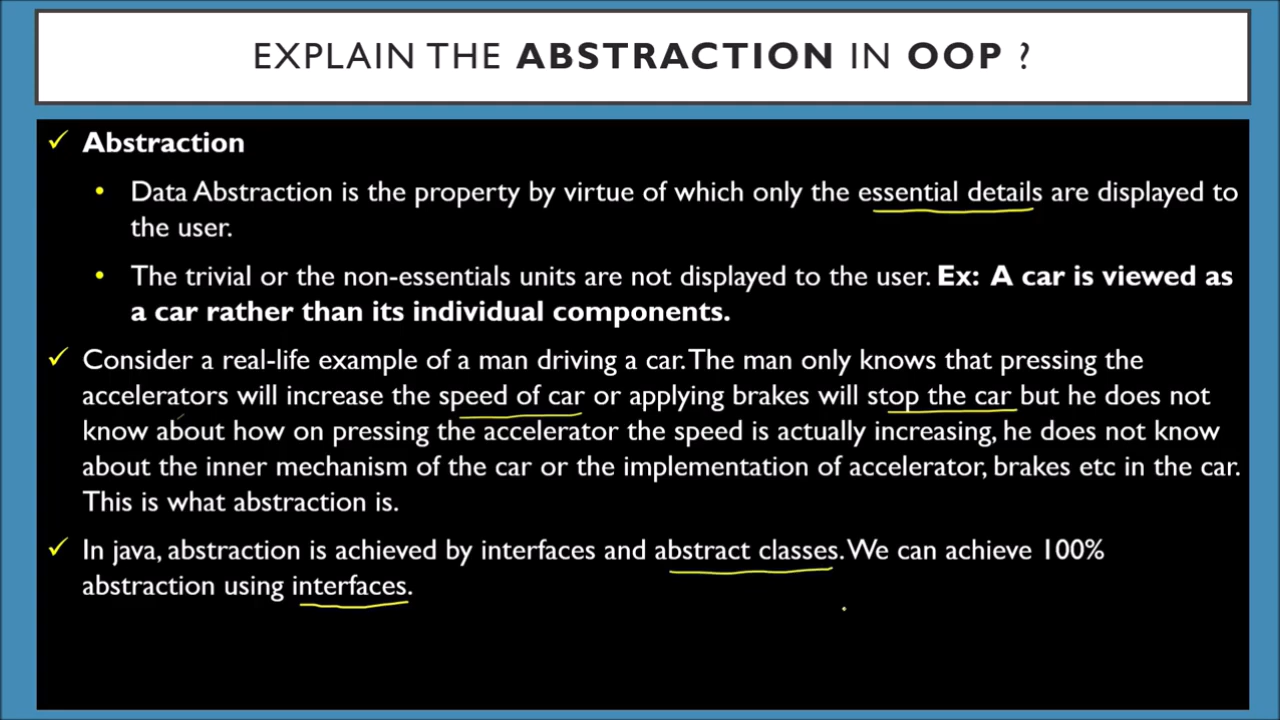 EXPLAIN THE ABSTRACTION IN OOP ?
Abstraction
Data Abstraction is the property by virtue of which only the essential details are displayed to
the user.
The trivial or the non-essentials units are not displayed to the user. Ex: A car is viewed as
a car rather than its individual components.
Consider a real-life example of a man driving a car. The man only knows that pressing the
accelerators will increase the speed of car or applying brakes will stop the car but he does not
know about how on pressing the accelerator the speed is actually increasing, he does not know
about the inner mechanism of the car or the implementation of accelerator, brakes etc in the car.
This is what abstraction is.
In java, abstraction is achieved by interfaces and abstract classes. We can achieve 100%
abstraction using interfaces.